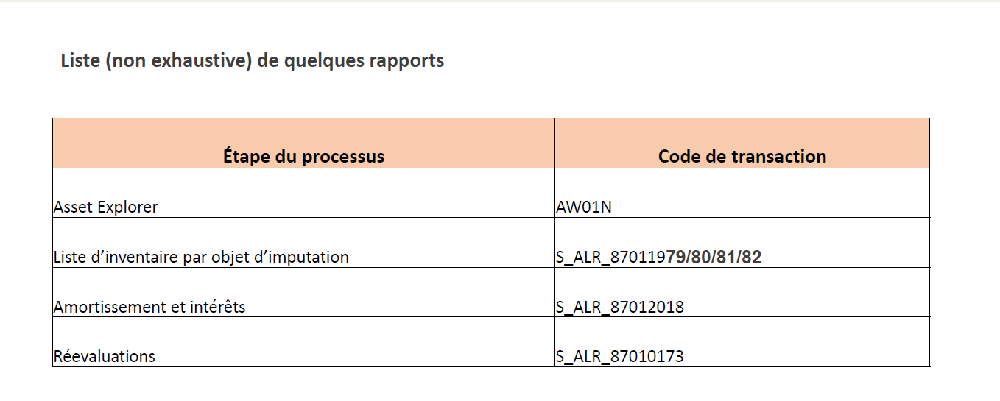 Liste (non exhaustive) de quelques rapports
Étape du processus
Code de transaction
Asset Explorer
AW01N
Liste d’inventaire par objet d’imputation
S_ALR_87011979/80/81/82
Amortissement et intérêts
S_ALR_87012018
Réevaluations
S_ALR_87010173